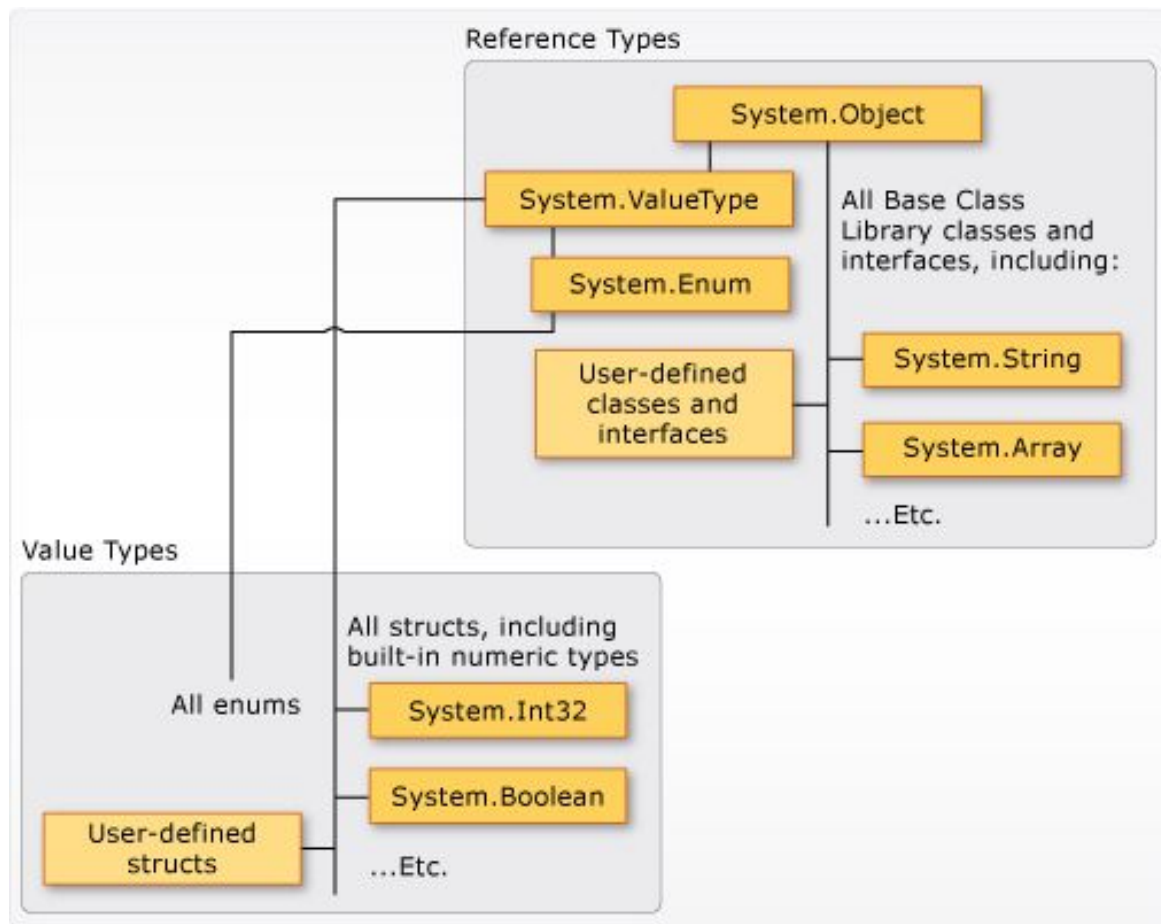 Reference Types
System.Object
System.ValueType
All Base Class
Library classes and
interfaces, including:
System.Enum
User-defined
classes and
interfaces
System.String
System.Array
...Etc.
Value Types
All structs, including
built-in numeric types
All enums
System.Int32
System.Boolean
User-defined
structs
...Etc.